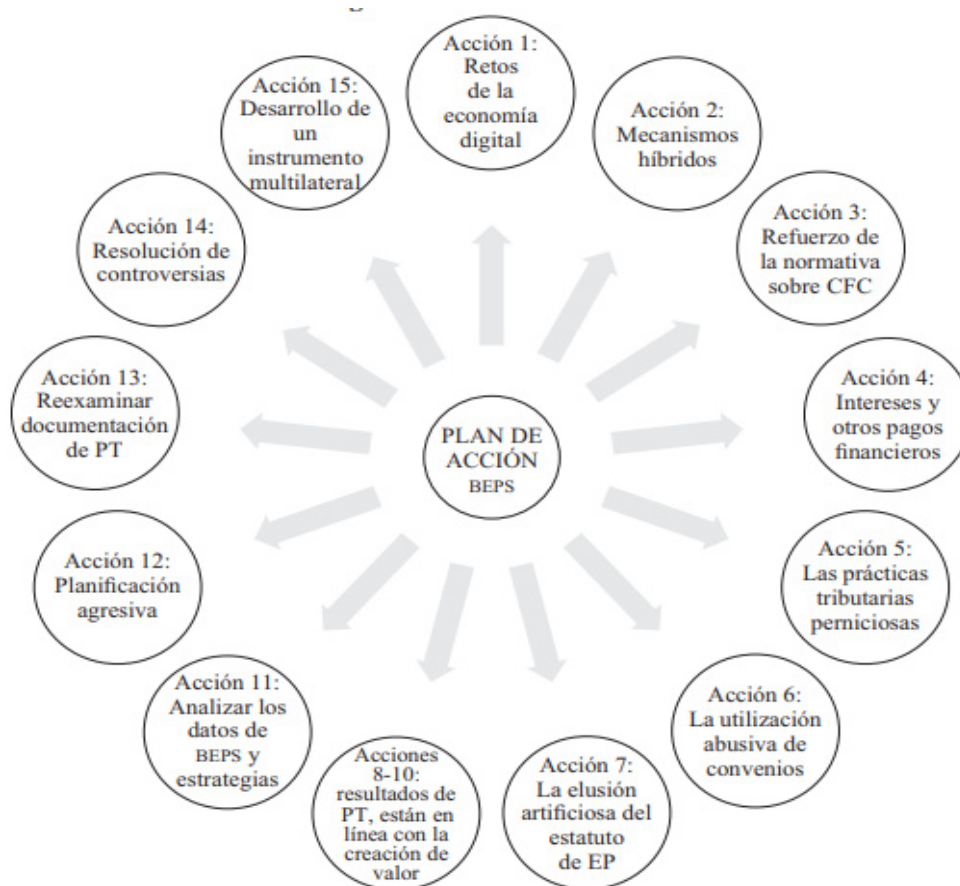 Acción 1:
Retos
de la
economía
digital
Acción 2:
Mecanismos
híbridos
Acción 3:
Refuerzo de
la normativa
sobre CFC
Acción 4:
Intereses y
otros pagos
financieros
Acción 5:
Las prácticas
tributarias
perniciosas
Acción 6:
La utilización
abusiva de
convenios
Acción 7:
La elusión
artificiosa del
estatuto
de EP
Acciones
8-10:
resultados de
PT, están en
línea con la
creación de
valor
Acción 11:
Analizar los
datos de
BEPS y
estrategias
Acción 12:
Planificación
agresiva
Acción 13:
Reexaminar
documentación
de PT
Acción 14:
Resolución de
controversias
Acción 15:
Desarrollo de
un
instrumento
multilateral
PLAN DE
ACCIÓN
BEPS